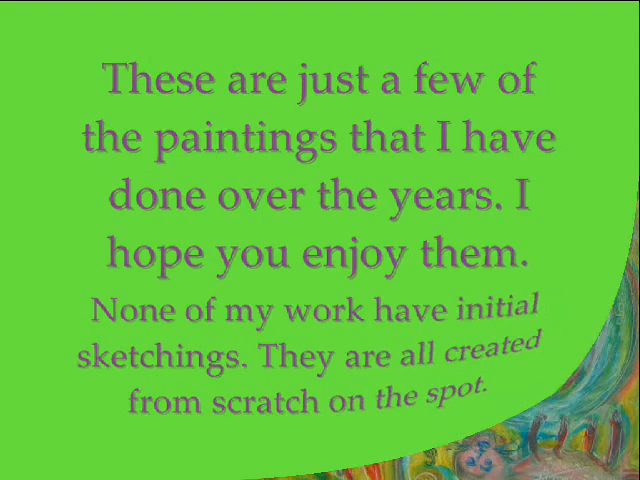 These are just a few of
the paintings that I have
done over the years. I
hope you enjoy them.
None of my work have initial
sketchings. They are all created
from scratch on the spot.